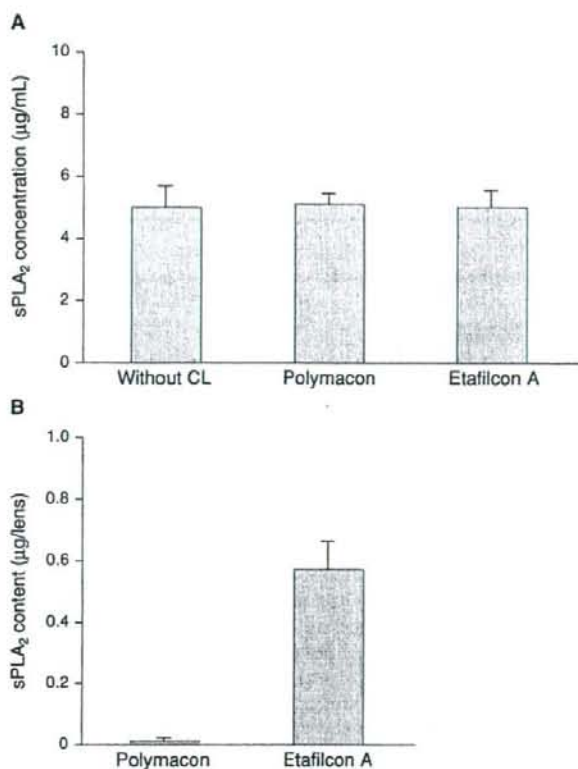 A
sPLA₂ concentration (µg/mL)
10
8
6
4
2
0
Without CL
Polymacon
Etafilcon A
B
sPLA₂ content (µg/lens)
1.0
0.8
0.6
0.4
0.2
0
Polymacon
Etafilcon A